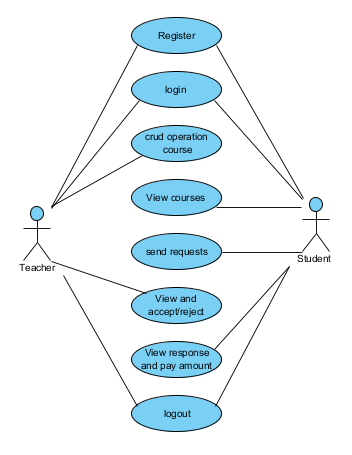 Register
login
crud operation
course
View courses
send requests
Teacher
Student
View and
accept/reject
View response
and pay amount
logout